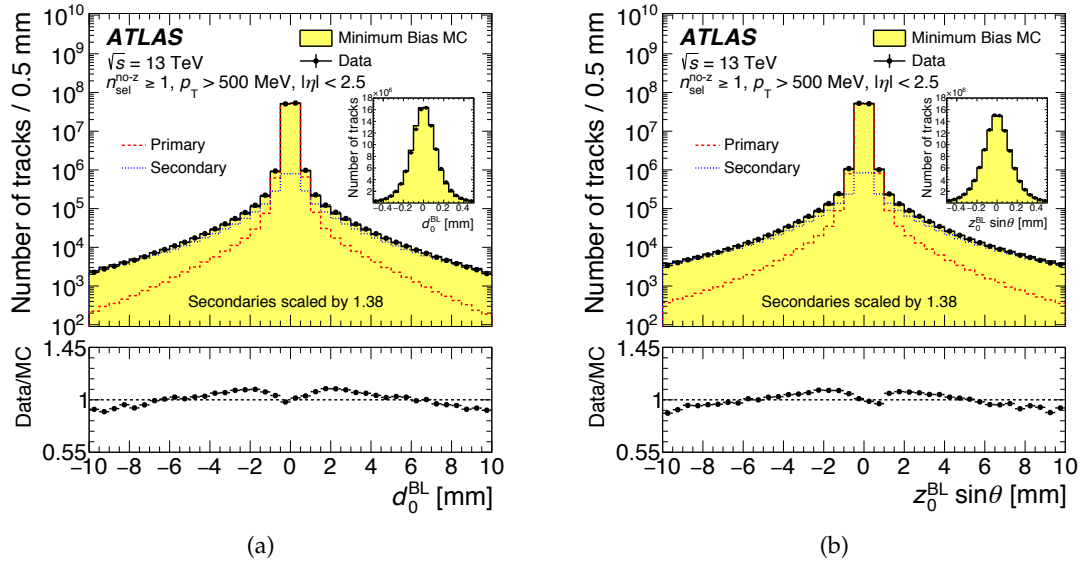 ATLAS
√s = 13 TeV
n_sel^no-z ≥ 1, p_T > 500 MeV, |η| < 2.5
Minimum Bias MC
Data
Primary
Secondary
Secondaries scaled by 1.38
Number of tracks / 0.5 mm
10^10
10^9
10^8
10^7
10^6
10^5
10^4
10^3
10^2
Number of tracks
×10^6
18
16
14
12
10
8
6
4
2
−0.4 −0.2 0 0.2 0.4
d_0^BL [mm]
Data/MC
1.45
1
0.55
−10 −8 −6 −4 −2 0 2 4 6 8 10
d_0^BL [mm]
(a)
ATLAS
√s = 13 TeV
n_sel^no-z ≥ 1, p_T > 500 MeV, |η| < 2.5
Minimum Bias MC
Data
Primary
Secondary
Secondaries scaled by 1.38
Number of tracks / 0.5 mm
10^10
10^9
10^8
10^7
10^6
10^5
10^4
10^3
10^2
Number of tracks
×10^6
18
16
14
12
10
8
6
4
2
−0.4 −0.2 0 0.2 0.4
z_0^BL sinθ [mm]
Data/MC
1.45
1
0.55
−10 −8 −6 −4 −2 0 2 4 6 8 10
z_0^BL sinθ [mm]
(b)